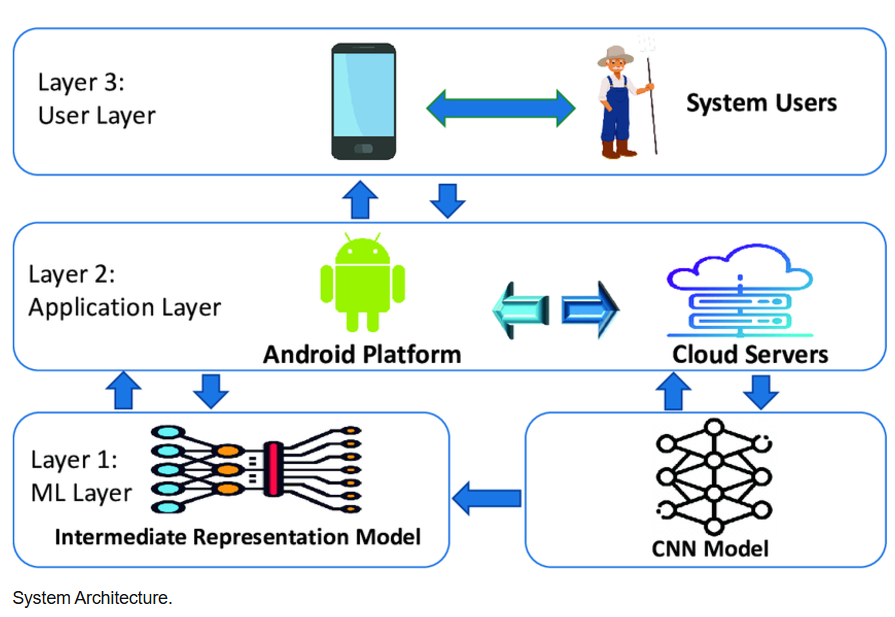 Layer 3:
User Layer
System Users
Layer 2:
Application Layer
Android Platform
Cloud Servers
Layer 1:
ML Layer
Intermediate Representation Model
CNN Model
System Architecture.